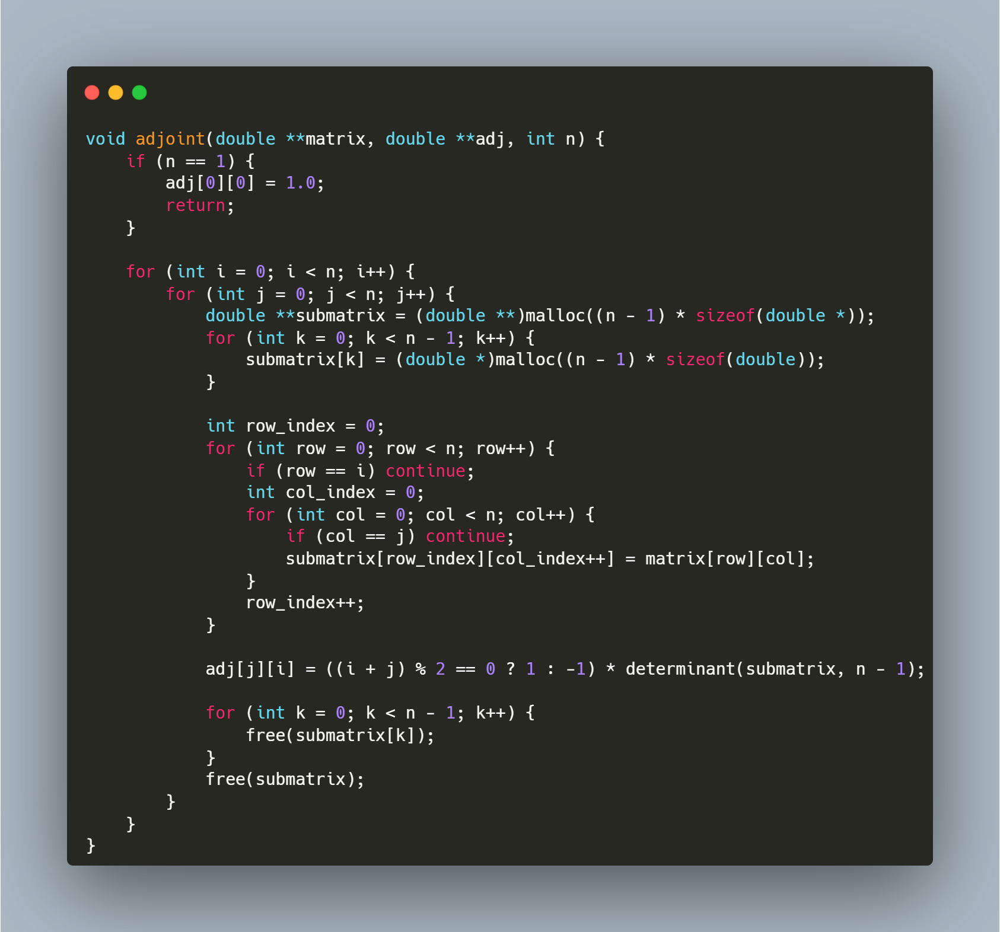 void adjoint(double **matrix, double **adj, int n) {
    if (n == 1) {
        adj[0][0] = 1.0;
        return;
    }

    for (int i = 0; i < n; i++) {
        for (int j = 0; j < n; j++) {
            double **submatrix = (double **)malloc((n - 1) * sizeof(double *));
            for (int k = 0; k < n - 1; k++) {
                submatrix[k] = (double *)malloc((n - 1) * sizeof(double));
            }

            int row_index = 0;
            for (int row = 0; row < n; row++) {
                if (row == i) continue;
                int col_index = 0;
                for (int col = 0; col < n; col++) {
                    if (col == j) continue;
                    submatrix[row_index][col_index++] = matrix[row][col];
                }
                row_index++;
            }

            adj[j][i] = ((i + j) % 2 == 0 ? 1 : -1) * determinant(submatrix, n - 1);

            for (int k = 0; k < n - 1; k++) {
                free(submatrix[k]);
            }
            free(submatrix);
        }
    }
}